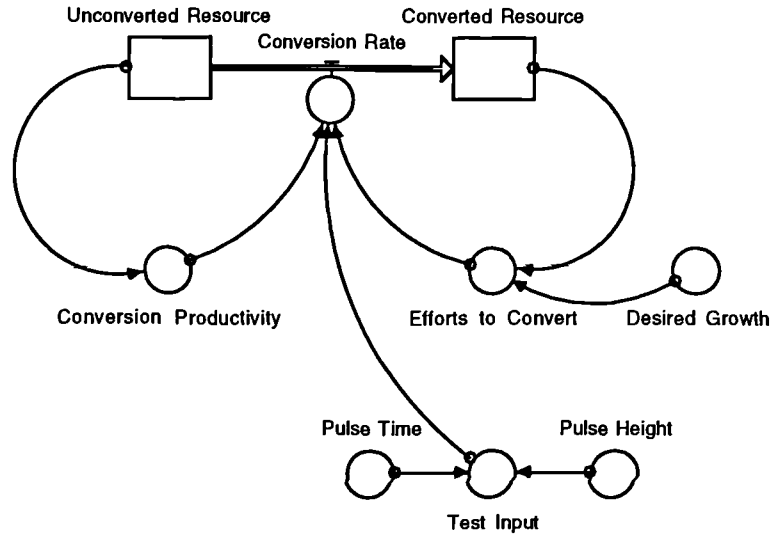 Unconverted Resource
Converted Resource
Conversion Rate
Conversion Productivity
Efforts to Convert
Desired Growth
Pulse Time
Pulse Height
Test Input